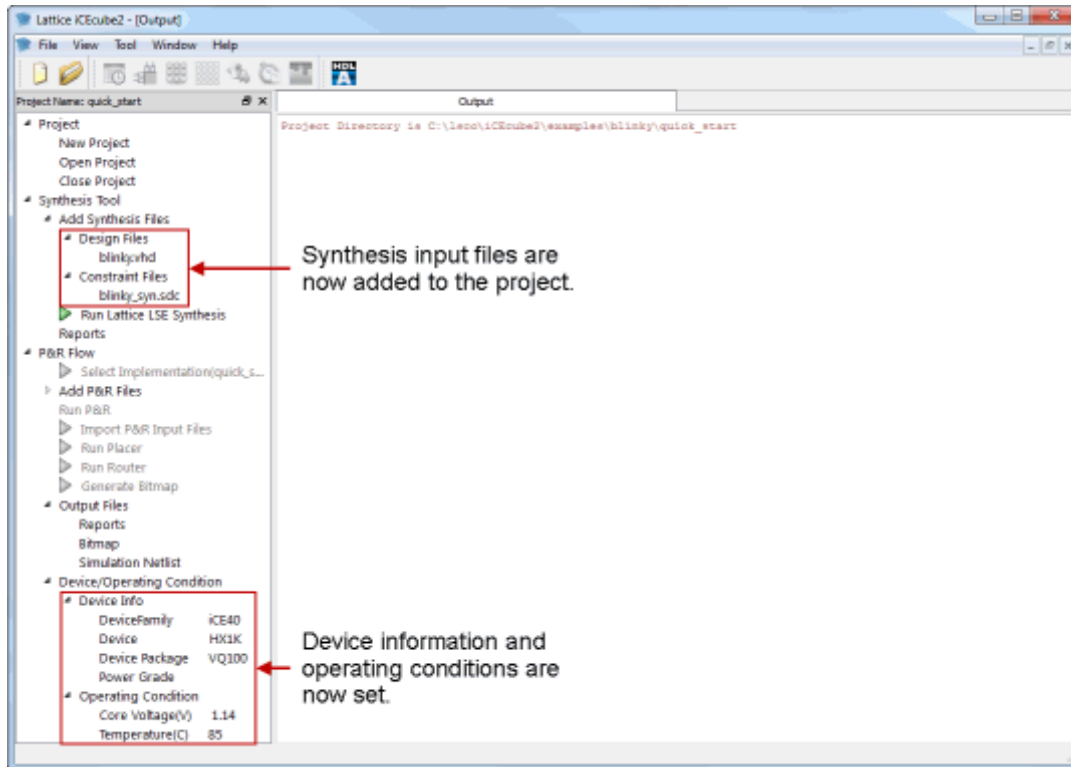 Lattice iCEcube2 - [Output]
File View Tool Window Help
HDL
A
Project Name: quick_start
Output
Project Directory is C:\lscc\iCEcube2\examples\blinky\quick_start
Project
New Project
Open Project
Close Project
Synthesis Tool
Add Synthesis Files
Design Files
blinky.vhd
Constraint Files
blinky_syn.sdc
Run Lattice LSE Synthesis
Reports
P&R Flow
Select Implementation(quick_s...
Add P&R Files
Run P&R
Import P&R Input Files
Run Placer
Run Router
Generate Bitmap
Output Files
Reports
Bitmap
Simulation Netlist
Device/Operating Condition
Device Info
DeviceFamily iCE40
Device HX1K
Device Package VQ100
Power Grade
Operating Condition
Core Voltage(V) 1.14
Temperature(C) 85
Synthesis input files are
now added to the project.
Device information and
operating conditions are
now set.